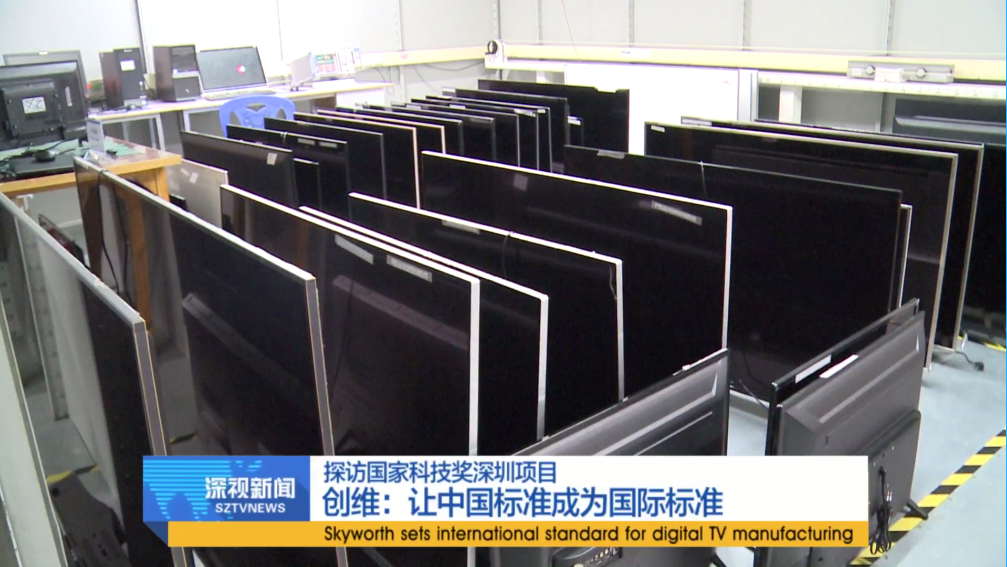 深视新闻
SZTVNEWS
探访国家科技奖深圳项目
创维：让中国标准成为国际标准
Skyworth sets international standard for digital TV manufacturing